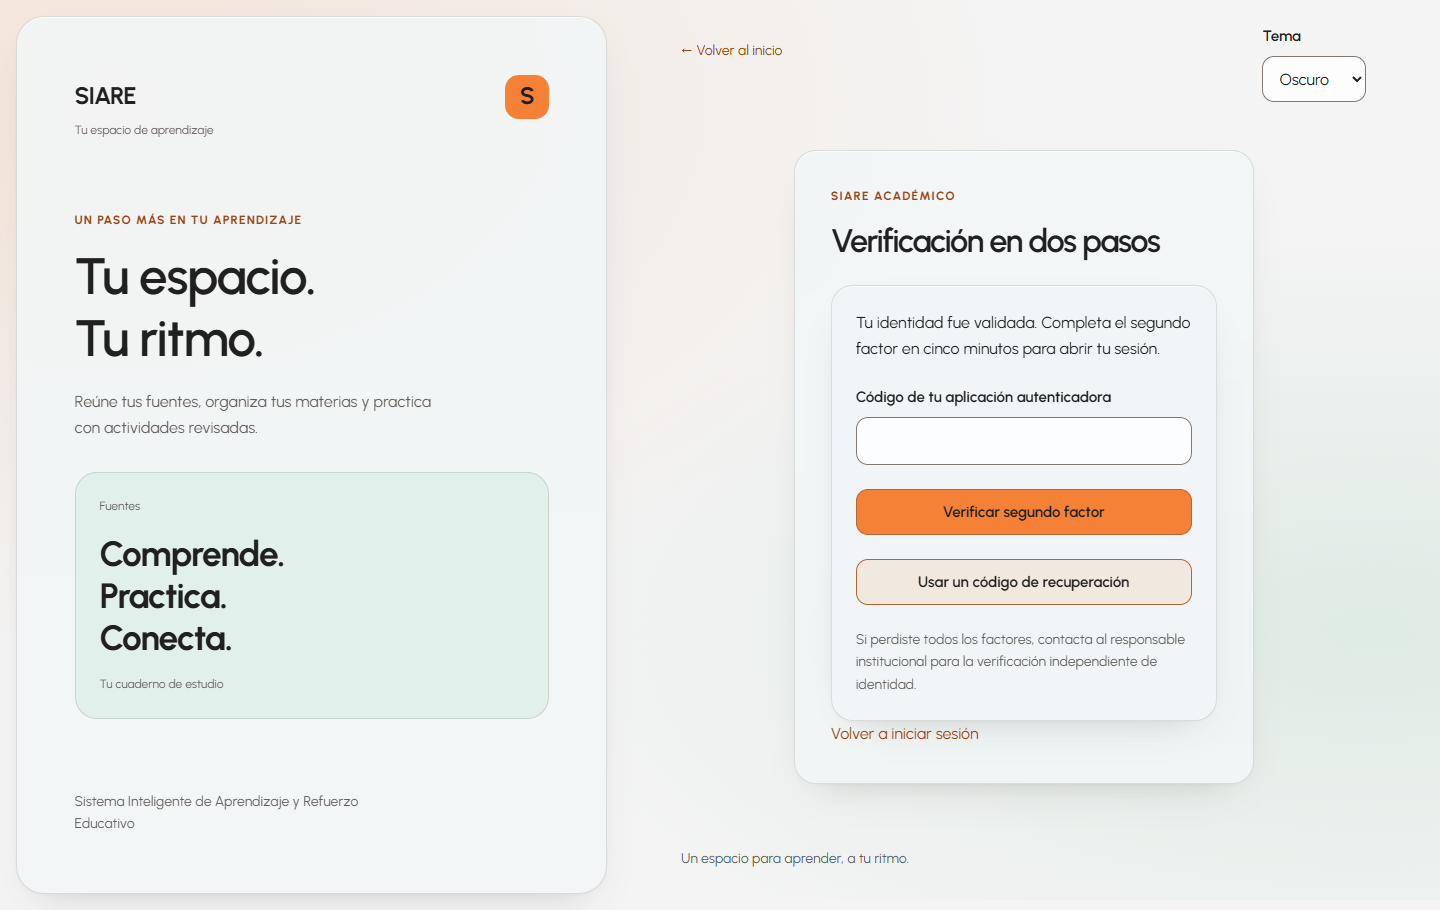 SIARE
S
Tu espacio de aprendizaje
UN PASO MÁS EN TU APRENDIZAJE
Tu espacio.
Tu ritmo.
Reúne tus fuentes, organiza tus materias y practica
con actividades revisadas.
Fuentes
Comprende.
Practica.
Conecta.
Tu cuaderno de estudio
Sistema Inteligente de Aprendizaje y Refuerzo
Educativo
← Volver al inicio
Tema
Oscuro
SIARE ACADÉMICO
Verificación en dos pasos
Tu identidad fue validada. Completa el segundo
factor en cinco minutos para abrir tu sesión.
Código de tu aplicación autenticadora
Verificar segundo factor
Usar un código de recuperación
Si perdiste todos los factores, contacta al responsable
institucional para la verificación independiente de
identidad.
Volver a iniciar sesión
Un espacio para aprender, a tu ritmo.